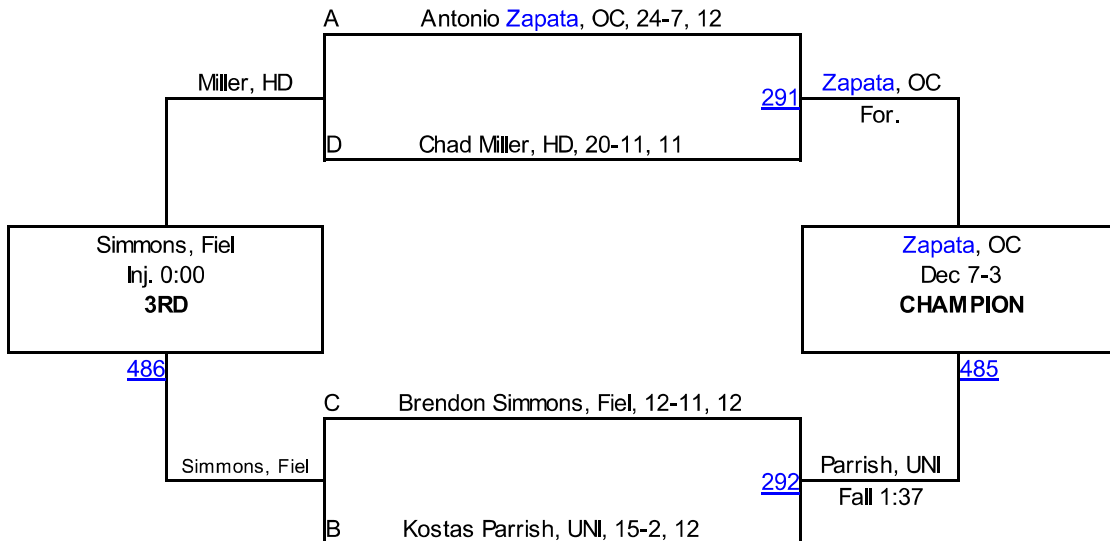 A Antonio Zapata, OC, 24-7, 12
Miller, HD
291
Zapata, OC
For.
D Chad Miller, HD, 20-11, 11
Simmons, Fiel
Inj. 0:00
3RD
Zapata, OC
Dec 7-3
CHAMPION
486
485
C Brendon Simmons, Fiel, 12-11, 12
Simmons, Fiel
292
Parrish, UNI
Fall 1:37
B Kostas Parrish, UNI, 15-2, 12